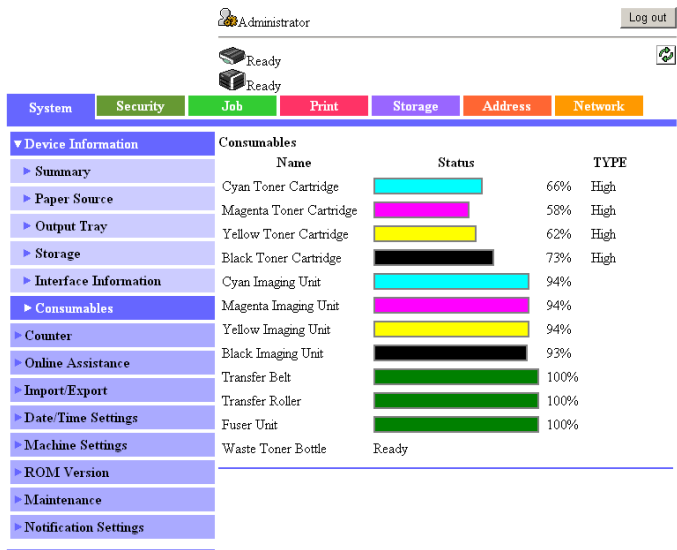 Administrator
Log out
Ready
Ready
System Security Job Print Storage Address Network
▼Device Information
▶Summary
▶Paper Source
▶Output Tray
▶Storage
▶Interface Information
▶Consumables
▶Counter
▶Online Assistance
▶Import/Export
▶Date/Time Settings
▶Machine Settings
▶ROM Version
▶Maintenance
▶Notification Settings
Consumables
Name Status TYPE
Cyan Toner Cartridge 66% High
Magenta Toner Cartridge 58% High
Yellow Toner Cartridge 62% High
Black Toner Cartridge 73% High
Cyan Imaging Unit 94%
Magenta Imaging Unit 94%
Yellow Imaging Unit 94%
Black Imaging Unit 93%
Transfer Belt 100%
Transfer Roller 100%
Fuser Unit 100%
Waste Toner Bottle Ready